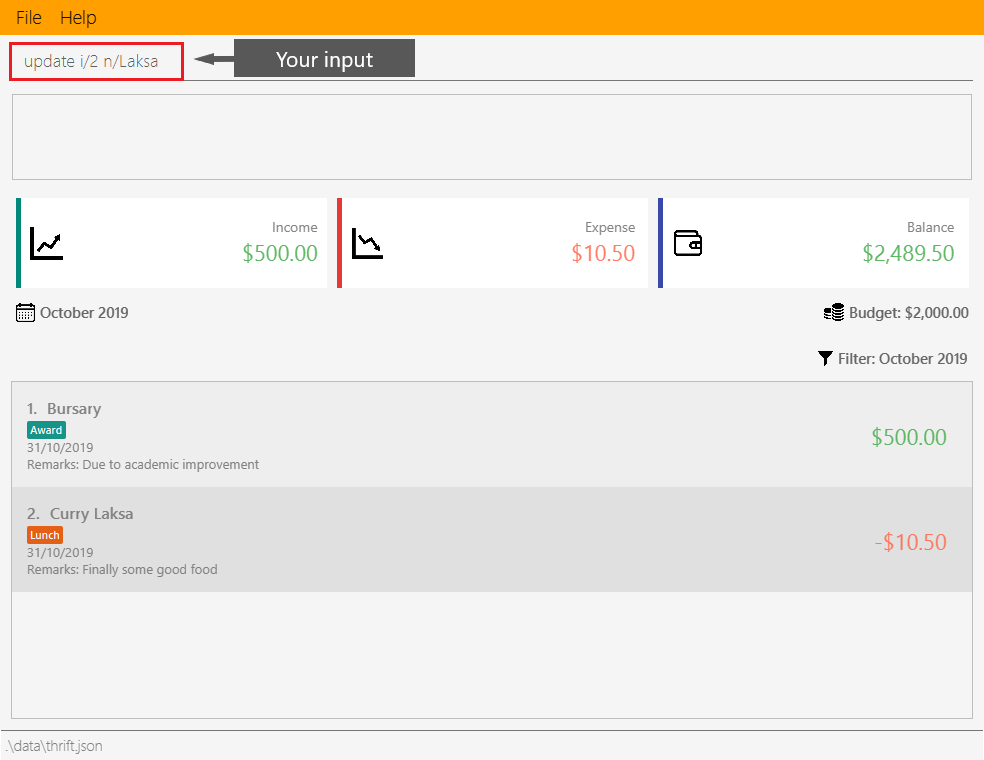 File Help
update i/2 n/Laksa
Your input
Income
$500.00
Expense
$10.50
Balance
$2,489.50
October 2019
Budget: $2,000.00
Filter: October 2019
1. Bursary
Award
31/10/2019
Remarks: Due to academic improvement
$500.00
2. Curry Laksa
Lunch
31/10/2019
Remarks: Finally some good food
-$10.50
.\data\thrift.json